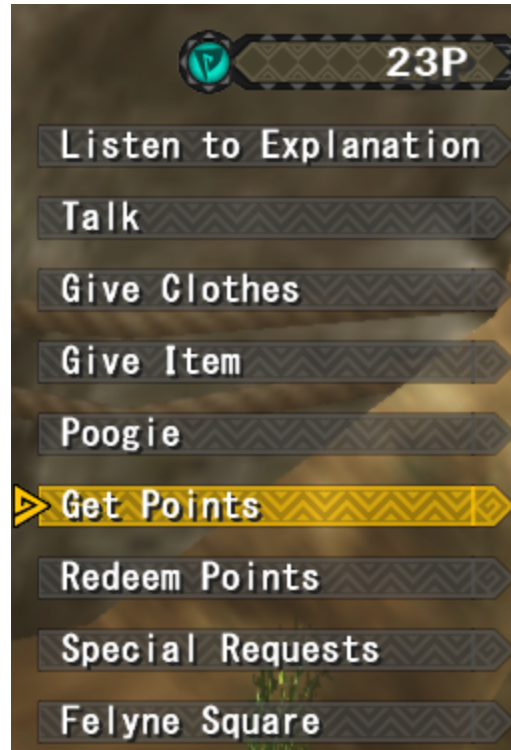 23P
Listen to Explanation
Talk
Give Clothes
Give Item
Poogie
Get Points
Redeem Points
Special Requests
Felyne Square